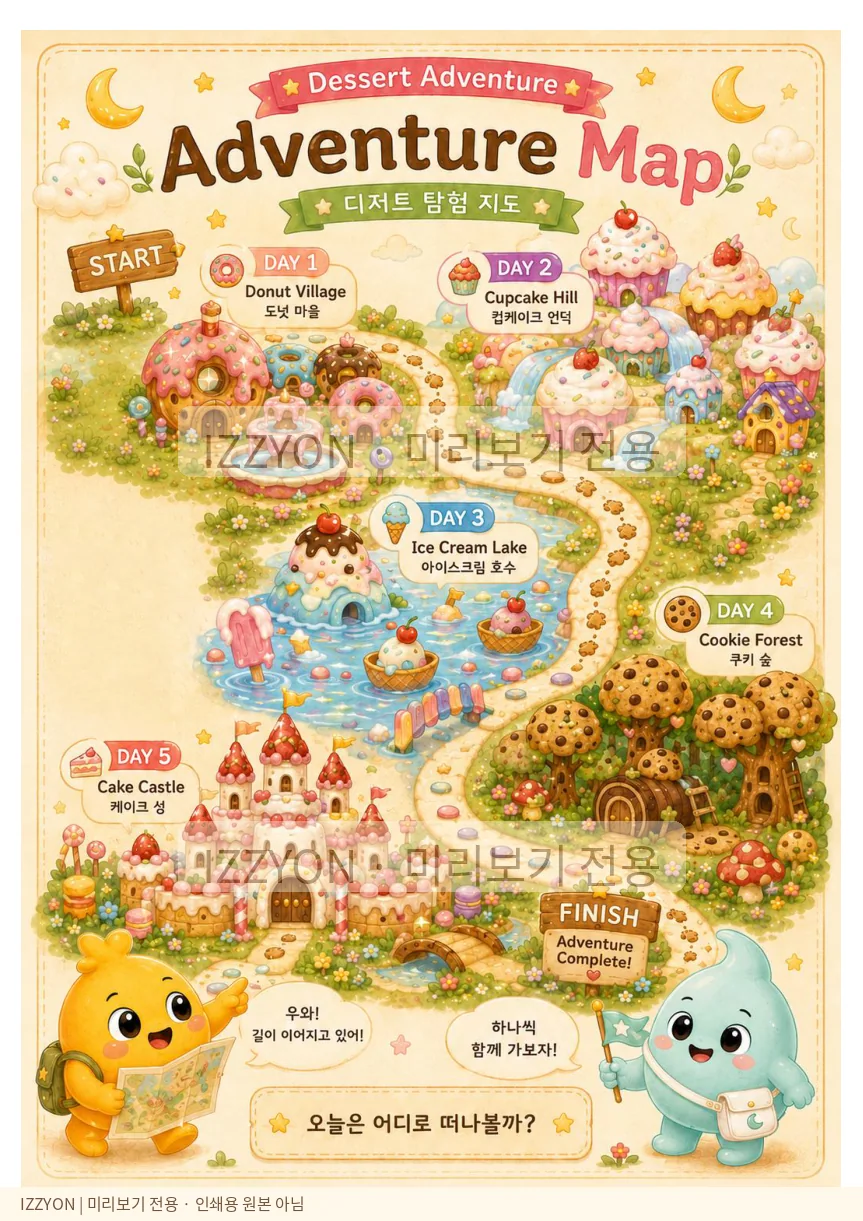 Dessert Adventure
Adventure Map
디저트 탐험 지도
START
DAY 1
Donut Village
도넛 마을
DAY 2
Cupcake Hill
컵케이크 언덕
IZZYON | 미리보기 전용
DAY 3
Ice Cream Lake
아이스크림 호수
DAY 4
Cookie Forest
쿠키 숲
DAY 5
Cake Castle
케이크 성
IZZYON | 미리보기 전용
FINISH
Adventure
Complete!
우와!
길이 이어지고 있어!
하나씩
함께 가보자!
오늘은 어디로 떠나볼까?
IZZYON | 미리보기 전용 · 인쇄용 원본 아님